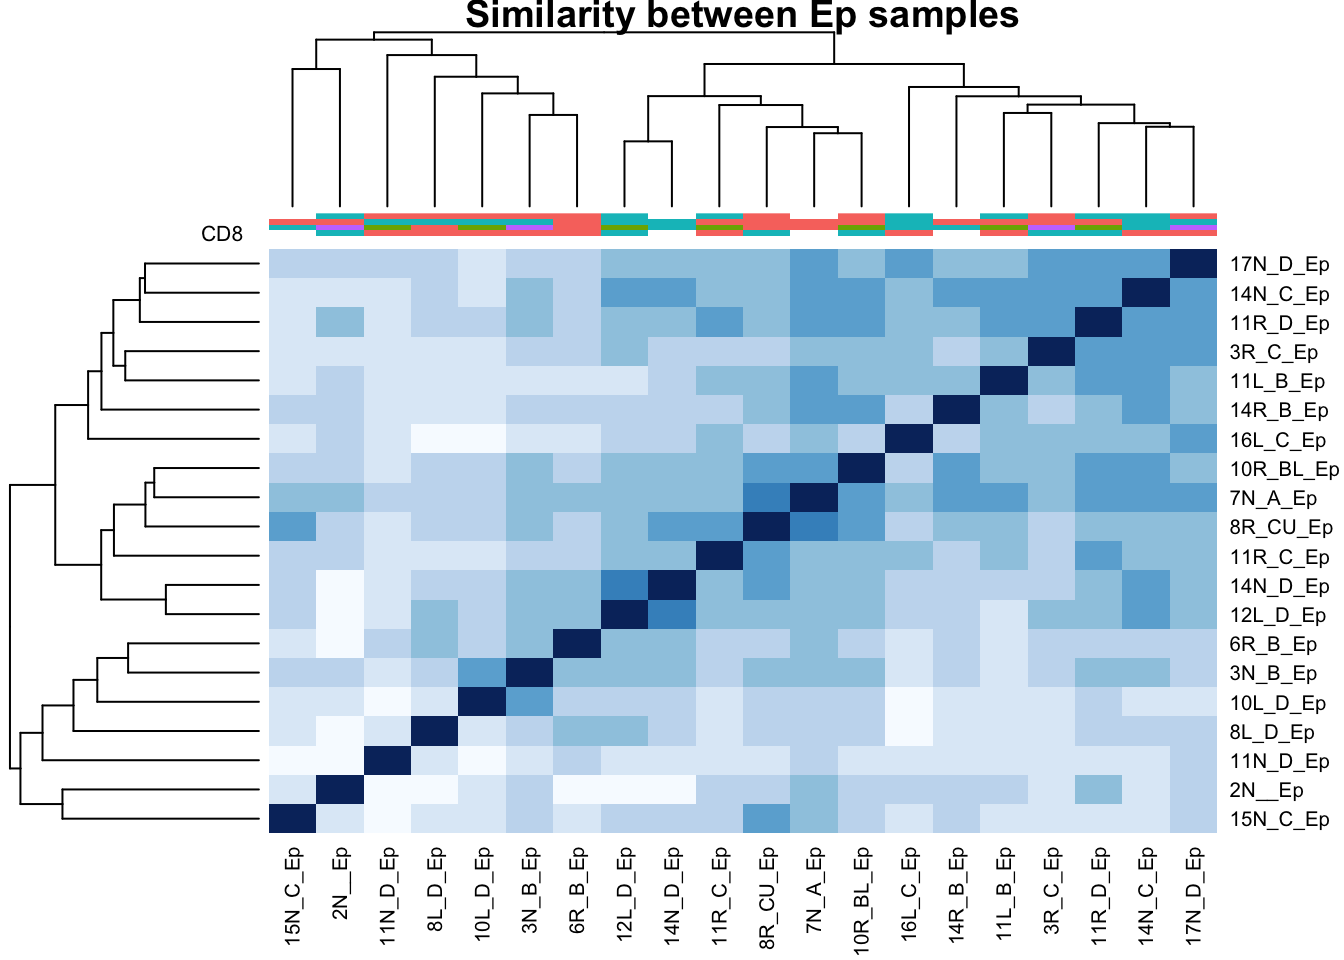 Similarity between Ep samples
CD8
17N_D_Ep
14N_C_Ep
11R_D_Ep
3R_C_Ep
11L_B_Ep
14R_B_Ep
16L_C_Ep
10R_BL_Ep
7N_A_Ep
8R_CU_Ep
11R_C_Ep
14N_D_Ep
12L_D_Ep
6R_B_Ep
3N_B_Ep
10L_D_Ep
8L_D_Ep
11N_D_Ep
2N__Ep
15N_C_Ep
15N_C_Ep
2N__Ep
11N_D_Ep
8L_D_Ep
10L_D_Ep
3N_B_Ep
6R_B_Ep
12L_D_Ep
14N_D_Ep
11R_C_Ep
8R_CU_Ep
7N_A_Ep
10R_BL_Ep
16L_C_Ep
14R_B_Ep
11L_B_Ep
3R_C_Ep
11R_D_Ep
14N_C_Ep
17N_D_Ep